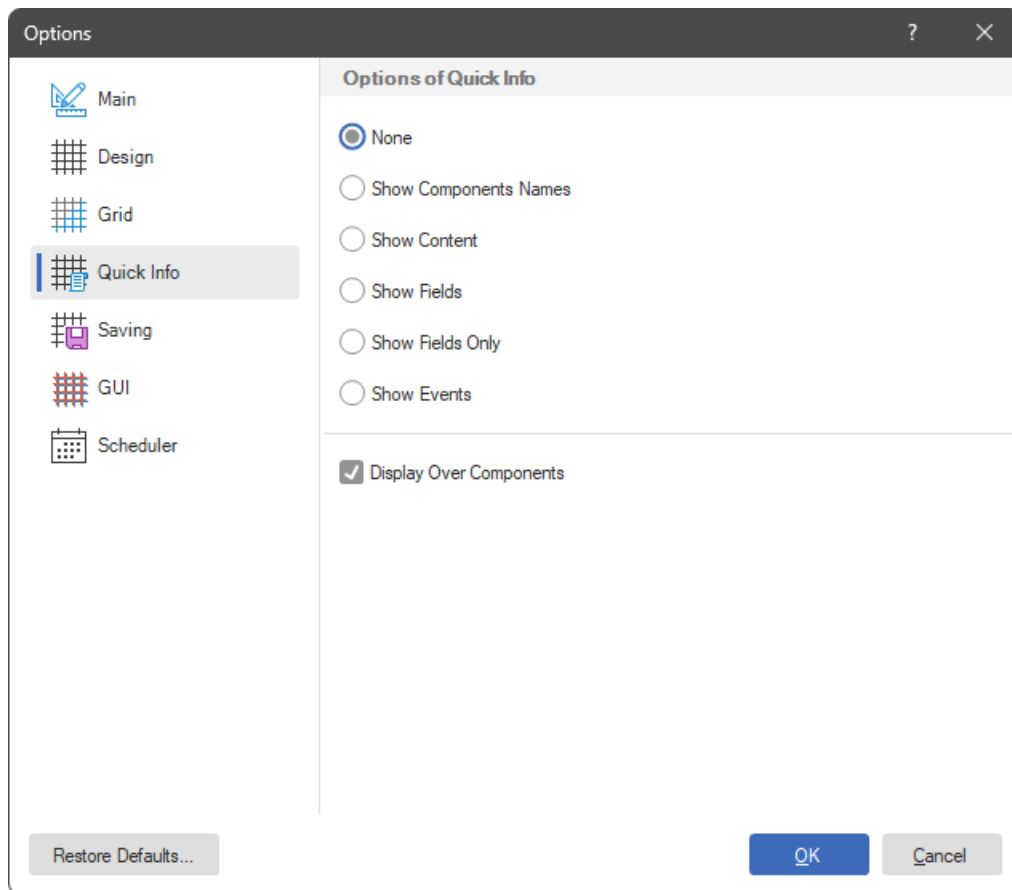 Options
?
Main
Design
Grid
Quick Info
Saving
GUI
Scheduler
Options of Quick Info
None
Show Components Names
Show Content
Show Fields
Show Fields Only
Show Events
Display Over Components
Restore Defaults...
OK
Cancel